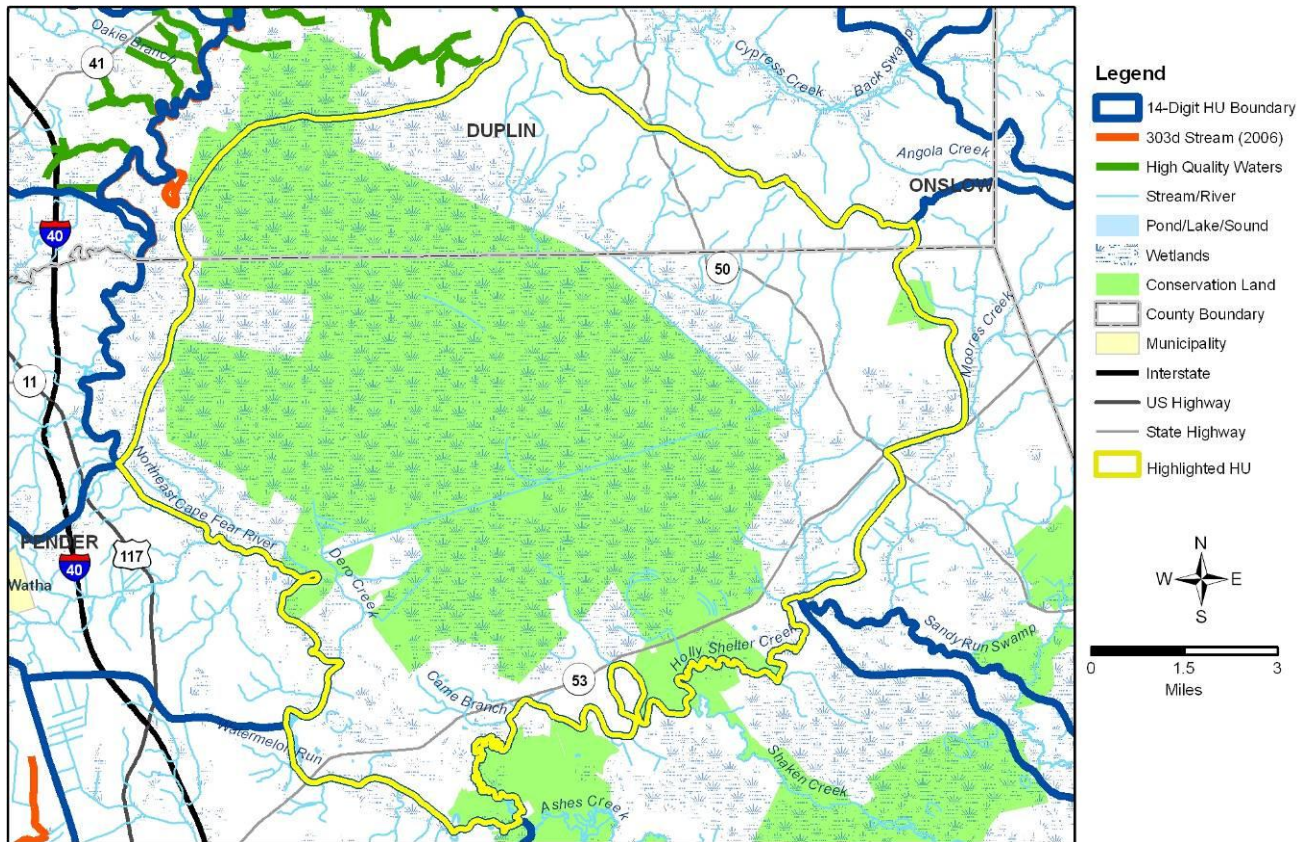 Oakie Branch
41
Cypress Creek
Back Swamp
DUPLIN
Angola Creek
ONSLOW
40
50
Moores Creek
11
Northeast Cape Fear River
PENDER
117
40
Watha
Dero Creek
Holly Shelter Creek
Sandy Run Swamp
53
Came Branch
Watermelon Run
Shaken Creek
Ashes Creek
Legend
14-Digit HU Boundary
303d Stream (2006)
High Quality Waters
Stream/River
Pond/Lake/Sound
Wetlands
Conservation Land
County Boundary
Municipality
Interstate
US Highway
State Highway
Highlighted HU
N
W E
S
0 1.5 3
Miles